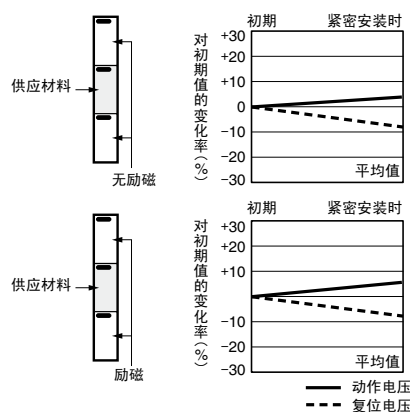 供应材料
无励磁
对初期值的变化率(%)
初期 紧密安装时
+30
+20
+10
0
−10
−20
−30
平均值
供应材料
励磁
对初期值的变化率(%)
初期 紧密安装时
+30
+20
+10
0
−10
−20
−30
平均值
动作电压
复位电压